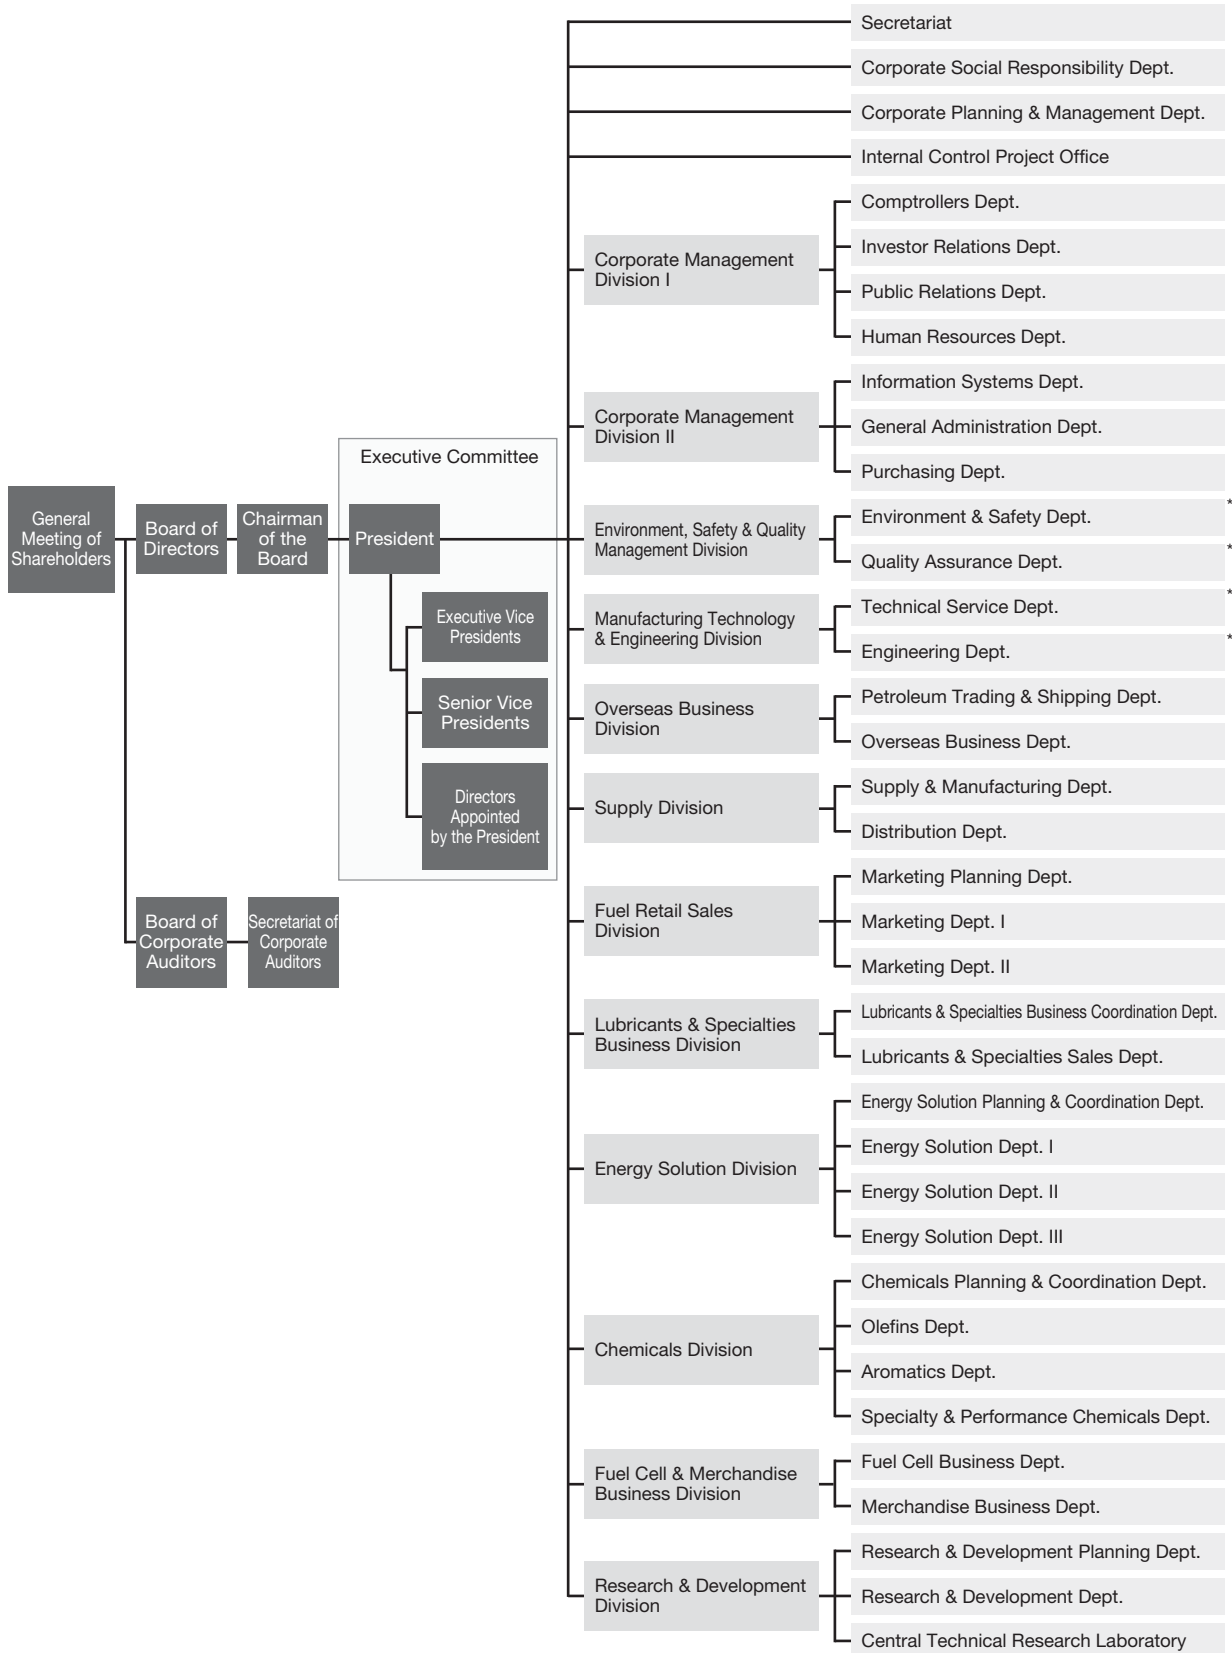 General
Meeting of
Shareholders
Board of
Directors
Chairman
of the
Board
Executive Committee
President
Executive Vice
Presidents
Senior Vice
Presidents
Directors
Appointed
by the President
Board of
Corporate
Auditors
Secretariat of
Corporate
Auditors
Secretariat
Corporate Social Responsibility Dept.
Corporate Planning & Management Dept.
Internal Control Project Office
Corporate Management
Division I
Comptrollers Dept.
Investor Relations Dept.
Public Relations Dept.
Human Resources Dept.
Corporate Management
Division II
Information Systems Dept.
General Administration Dept.
Purchasing Dept.
Environment, Safety & Quality
Management Division
Environment & Safety Dept. *
Quality Assurance Dept. *
Manufacturing Technology
& Engineering Division
Technical Service Dept. *
Engineering Dept. *
Overseas Business
Division
Petroleum Trading & Shipping Dept.
Overseas Business Dept.
Supply Division
Supply & Manufacturing Dept.
Distribution Dept.
Fuel Retail Sales
Division
Marketing Planning Dept.
Marketing Dept. I
Marketing Dept. II
Lubricants & Specialties
Business Division
Lubricants & Specialties Business Coordination Dept.
Lubricants & Specialties Sales Dept.
Energy Solution Division
Energy Solution Planning & Coordination Dept.
Energy Solution Dept. I
Energy Solution Dept. II
Energy Solution Dept. III
Chemicals Division
Chemicals Planning & Coordination Dept.
Olefins Dept.
Aromatics Dept.
Specialty & Performance Chemicals Dept.
Fuel Cell & Merchandise
Business Division
Fuel Cell Business Dept.
Merchandise Business Dept.
Research & Development
Division
Research & Development Planning Dept.
Research & Development Dept.
Central Technical Research Laboratory